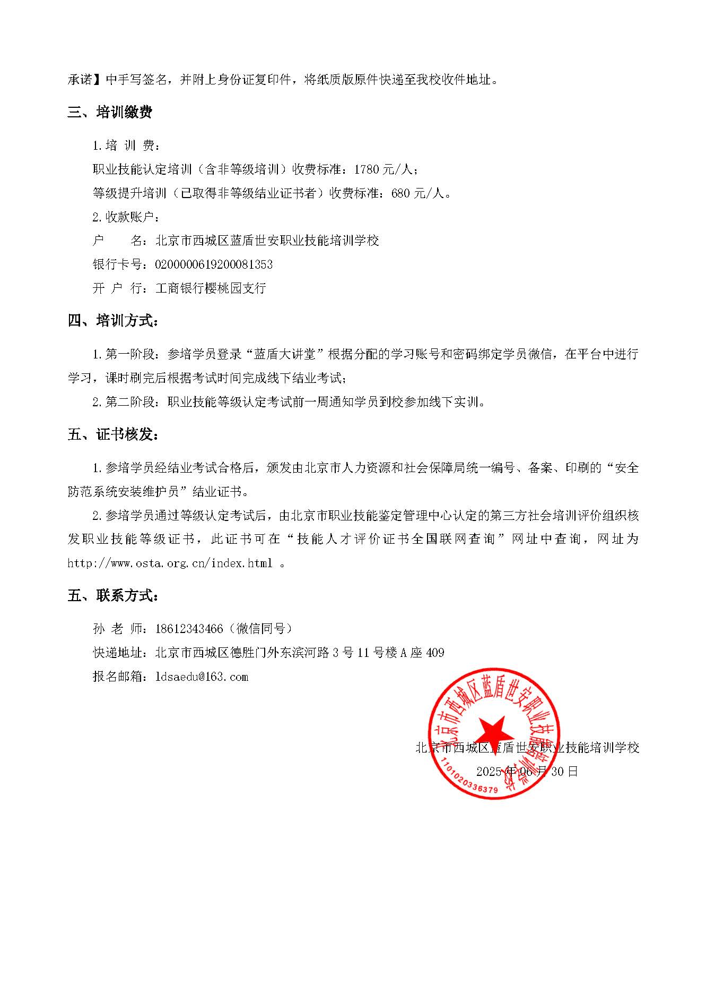 承诺】中手写签名，并附上身份证复印件，将纸质版原件快递至我校收件地址。
三、培训缴费
1.培 训 费：
职业技能认定培训（含非等级培训）收费标准：1780 元/人；
等级提升培训（已取得非等级结业证书者）收费标准：680 元/人。
2.收款账户：
户 名：北京市西城区蓝盾世安职业技能培训学校
银行卡号：0200000619200081353
开 户 行：工商银行樱桃园支行
四、培训方式：
1.第一阶段：参培学员登录“蓝盾大讲堂”根据分配的学习账号和密码绑定学员微信，在平台中进行
学习，课时刷完后根据考试时间完成线下结业考试；
2.第二阶段：职业技能等级认定考试前一周通知学员到校参加线下实训。
五、证书核发：
1.参培学员经结业考试合格后，颁发由北京市人力资源和社会保障局统一编号、备案、印刷的“安全
防范系统安装维护员”结业证书。
2.参培学员通过等级认定考试后，由北京市职业技能鉴定管理中心认定的第三方社会培训评价组织核
发职业技能等级证书，此证书可在“技能人才评价证书全国联网查询”网址中查询，网址为
http://www.osta.org.cn/index.html 。
五、联系方式：
孙 老 师：18612343466（微信同号）
快递地址：北京市西城区德胜门外东滨河路 3 号 11 号楼 A 座 409
报名邮箱：ldsaedu@163.com
北京市西城区蓝盾世安职业技能培训学校
北京市西城区蓝盾世安职业技能培训学校
2025 年 06 月 30 日
1101020336379